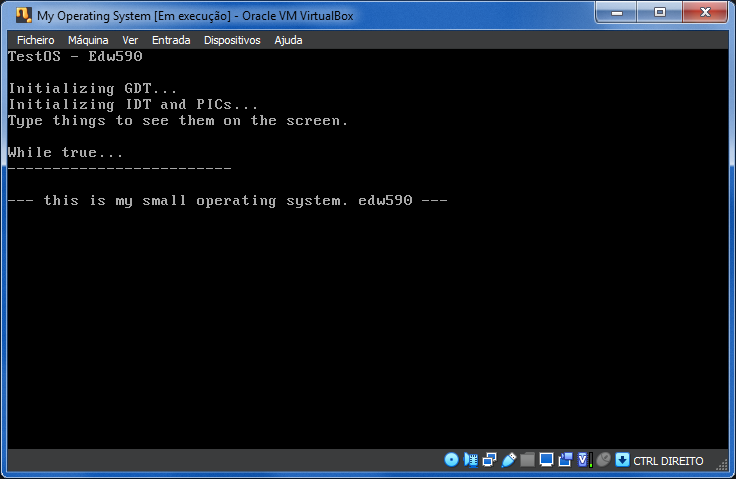 My Operating System [Em execução] - Oracle VM VirtualBox
Ficheiro Máquina Ver Entrada Dispositivos Ajuda
TestOS - Edw590
Initializing GDT...
Initializing IDT and PICs...
Type things to see them on the screen.
While true...
-------------------------
--- this is my small operating system. edw590 ---
CTRL DIREITO